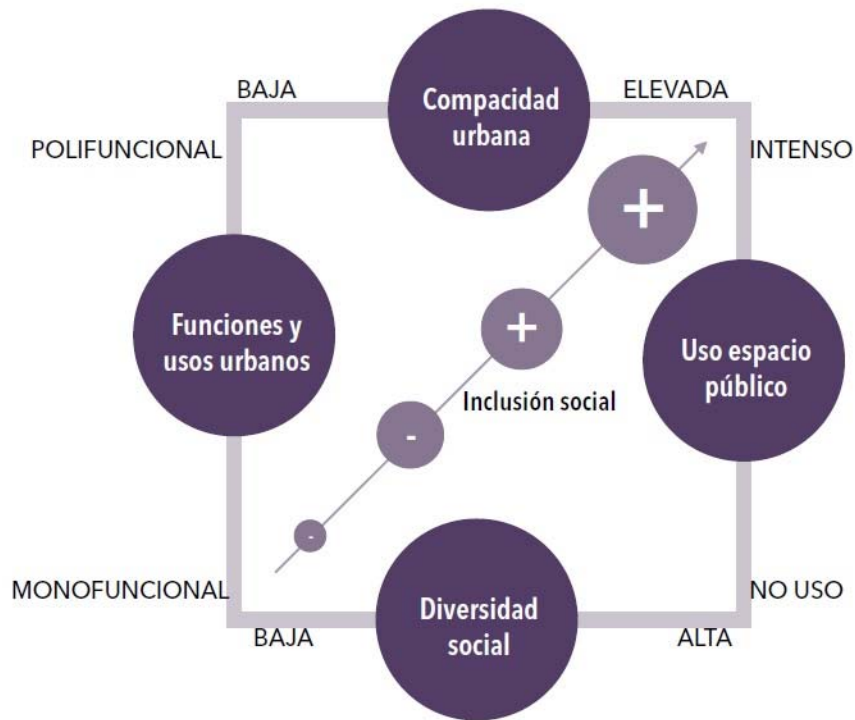 BAJA
Compacidad
urbana
ELEVADA
POLIFUNCIONAL
INTENSO
+
Funciones y
usos urbanos
+
Uso espacio
público
Inclusión social
-
-
MONOFUNCIONAL
NO USO
Diversidad
social
BAJA
ALTA